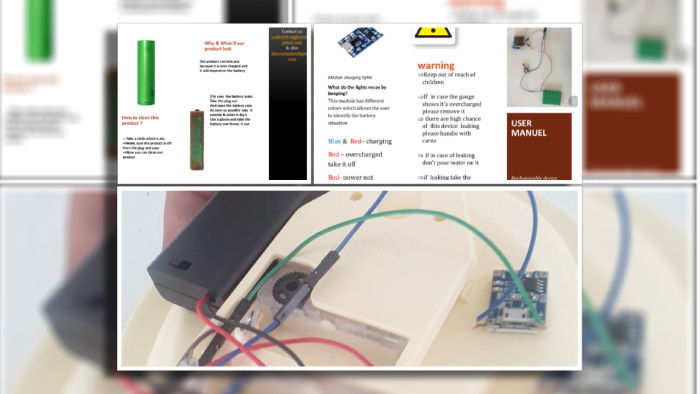 Why & What if our
product leak
Our product can leak just
because it is over charged and
it will depend on the battery
If in case the battery leaks
Take the plug out
And open the battery case
As soon as possible take it
outside & when it dry's
Use a glove and take the
battery and throw it out
How to clean this
product ?
Take a cloth which is dry
Make sure the product is off
from the plug and case
Now you can clean our
product
Contact us
& also
Module charging lights
What do the lights mean by
beeping?
This module has different
colors which allows the user
to identify the battery
situation
Blue & Red– charging
Red – overcharged
take it off
Red- power not
warning
⇒Keep out of reach of
children
⇒If in case the gauge
shows it's overcharged
please remove it
⇒ there are high chance
of this device leaking
please handle with
carea
⇒ If in case of leaking
don't pour water on it
⇒if leaking take the
USER
MANUEL
Rechargeable device